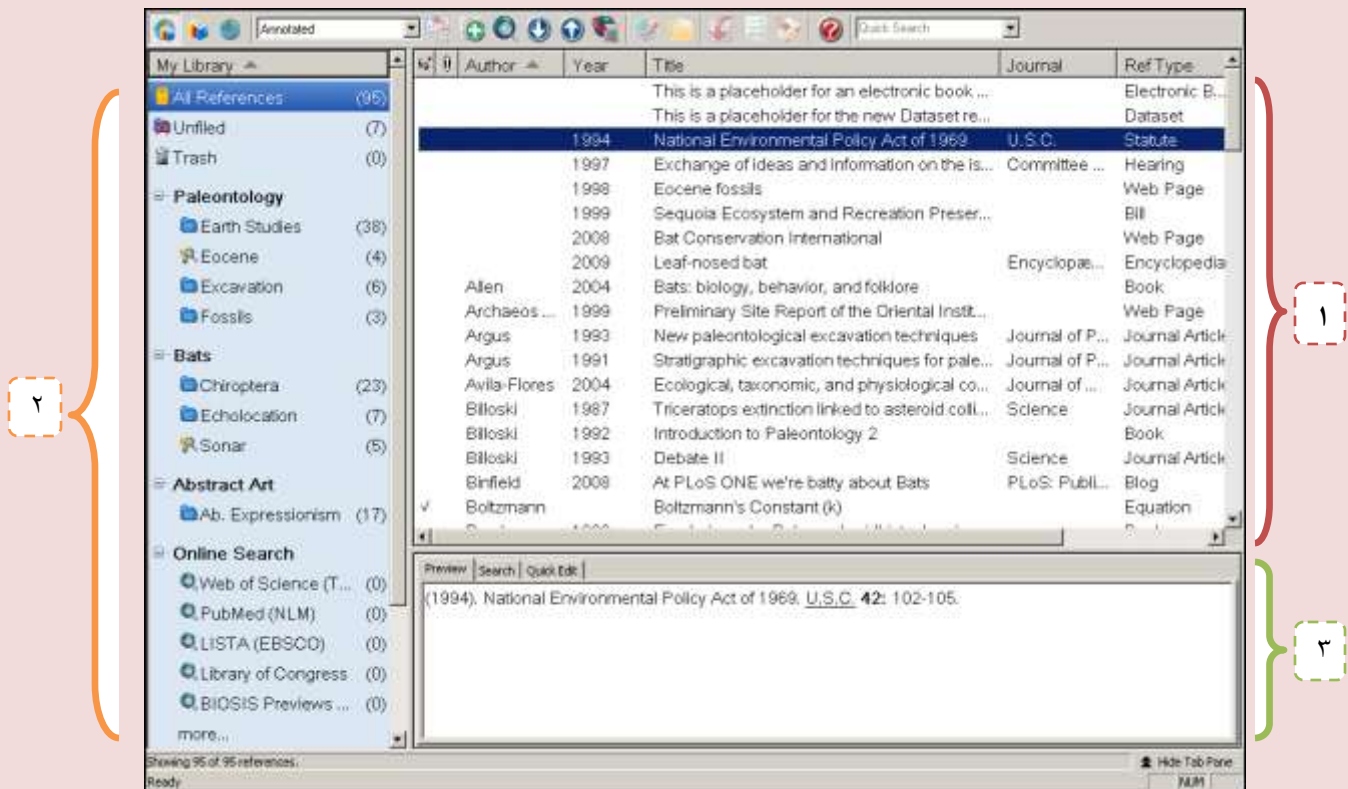 Annotated Quick Search
My Library
All References (95)
Unfiled (7)
Trash (0)
Paleontology
Earth Studies (38)
Eocene (4)
Excavation (6)
Fossils (3)
Bats
Chiroptera (23)
Echolocation (7)
Sonar (5)
Abstract Art
Ab. Expressionism (17)
Online Search
Web of Science (T... (0)
PubMed (NLM) (0)
LISTA (EBSCO) (0)
Library of Congress (0)
BIOSIS Previews ... (0)
more...
Author Year Title Journal Ref Type
This is a placeholder for an electronic book ... Electronic B...
This is a placeholder for the new Dataset re... Dataset
1994 National Environmental Policy Act of 1969 U.S.C. Statute
1997 Exchange of ideas and information on the is... Committee ... Hearing
1998 Eocene fossils Web Page
1999 Sequoia Ecosystem and Recreation Preser... Bill
2008 Bat Conservation International Web Page
2009 Leaf-nosed bat Encyclopæ... Encyclopedia
Allen 2004 Bats: biology, behavior, and folklore Book
Archaeos ... 1999 Preliminary Site Report of the Oriental Instit... Web Page
Argus 1993 New paleontological excavation techniques Journal of P... Journal Article
Argus 1991 Stratigraphic excavation techniques for pale... Journal of P... Journal Article
Avila-Flores 2004 Ecological, taxonomic, and physiological co... Journal of ... Journal Article
Billoski 1987 Triceratops extinction linked to asteroid colli... Science Journal Article
Billoski 1992 Introduction to Paleontology 2 Book
Billoski 1993 Debate II Science Journal Article
Binfield 2008 At PLoS ONE we're batty about Bats PLoS: Publi... Blog
Boltzmann Boltzmann's Constant (k) Equation
Preview Search Quick Edit
(1994). National Environmental Policy Act of 1969. U.S.C. 42: 102-105.
Showing 95 of 95 references. Hide Tab Pane
Ready NUM
١
٢
٣